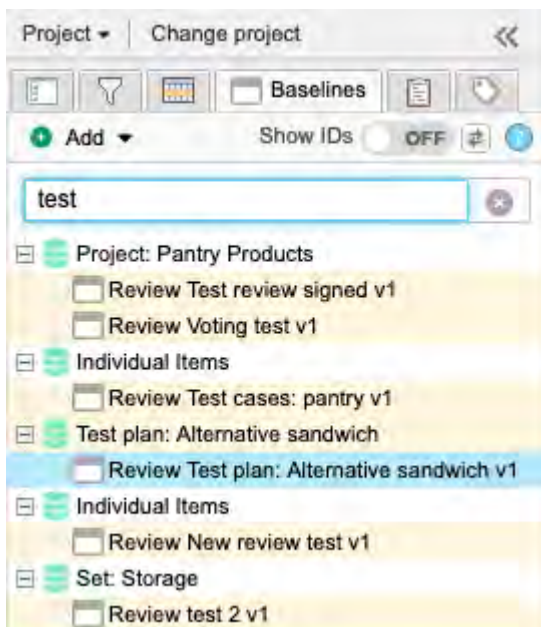 Project Change project
Baselines
Add Show IDs OFF
test
Project: Pantry Products
Review Test review signed v1
Review Voting test v1
Individual Items
Review Test cases: pantry v1
Test plan: Alternative sandwich
Review Test plan: Alternative sandwich v1
Individual Items
Review New review test v1
Set: Storage
Review test 2 v1